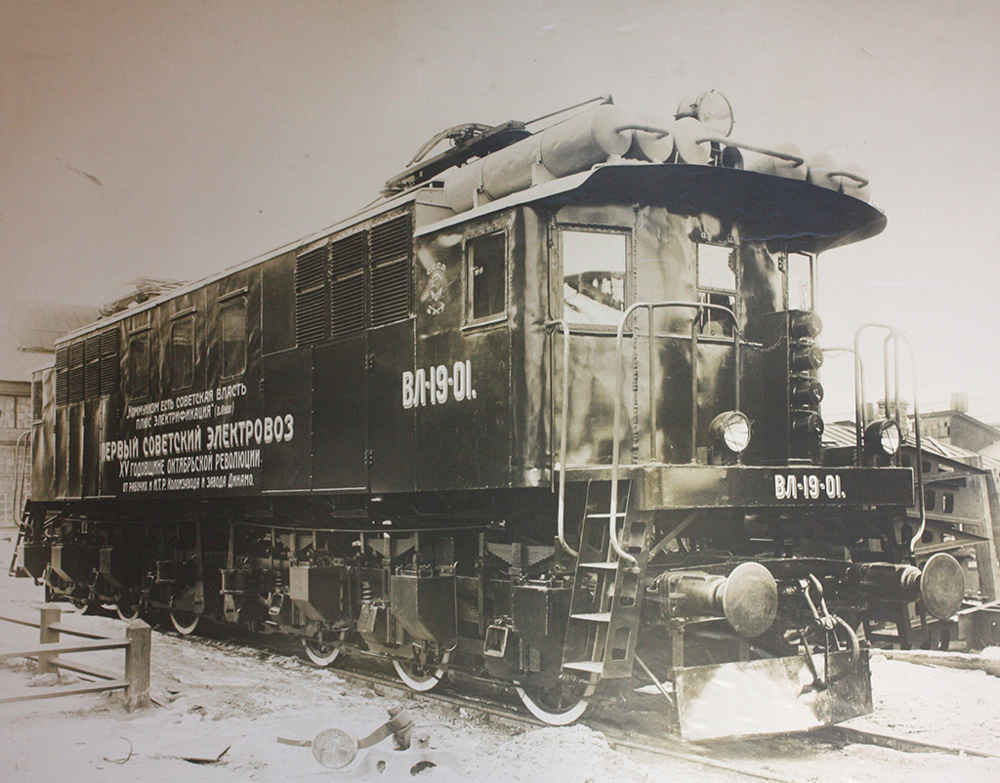 "Коммунизм есть советская власть
плюс электрификация" (Ленин)
Первый советский электровоз
XV годовщине Октябрьской революции
от рабочих и И.Т.Р. Коломзавода и завода Динамо.
С.С.С.Р.
ВЛ-19-01.
ВЛ-19-01.